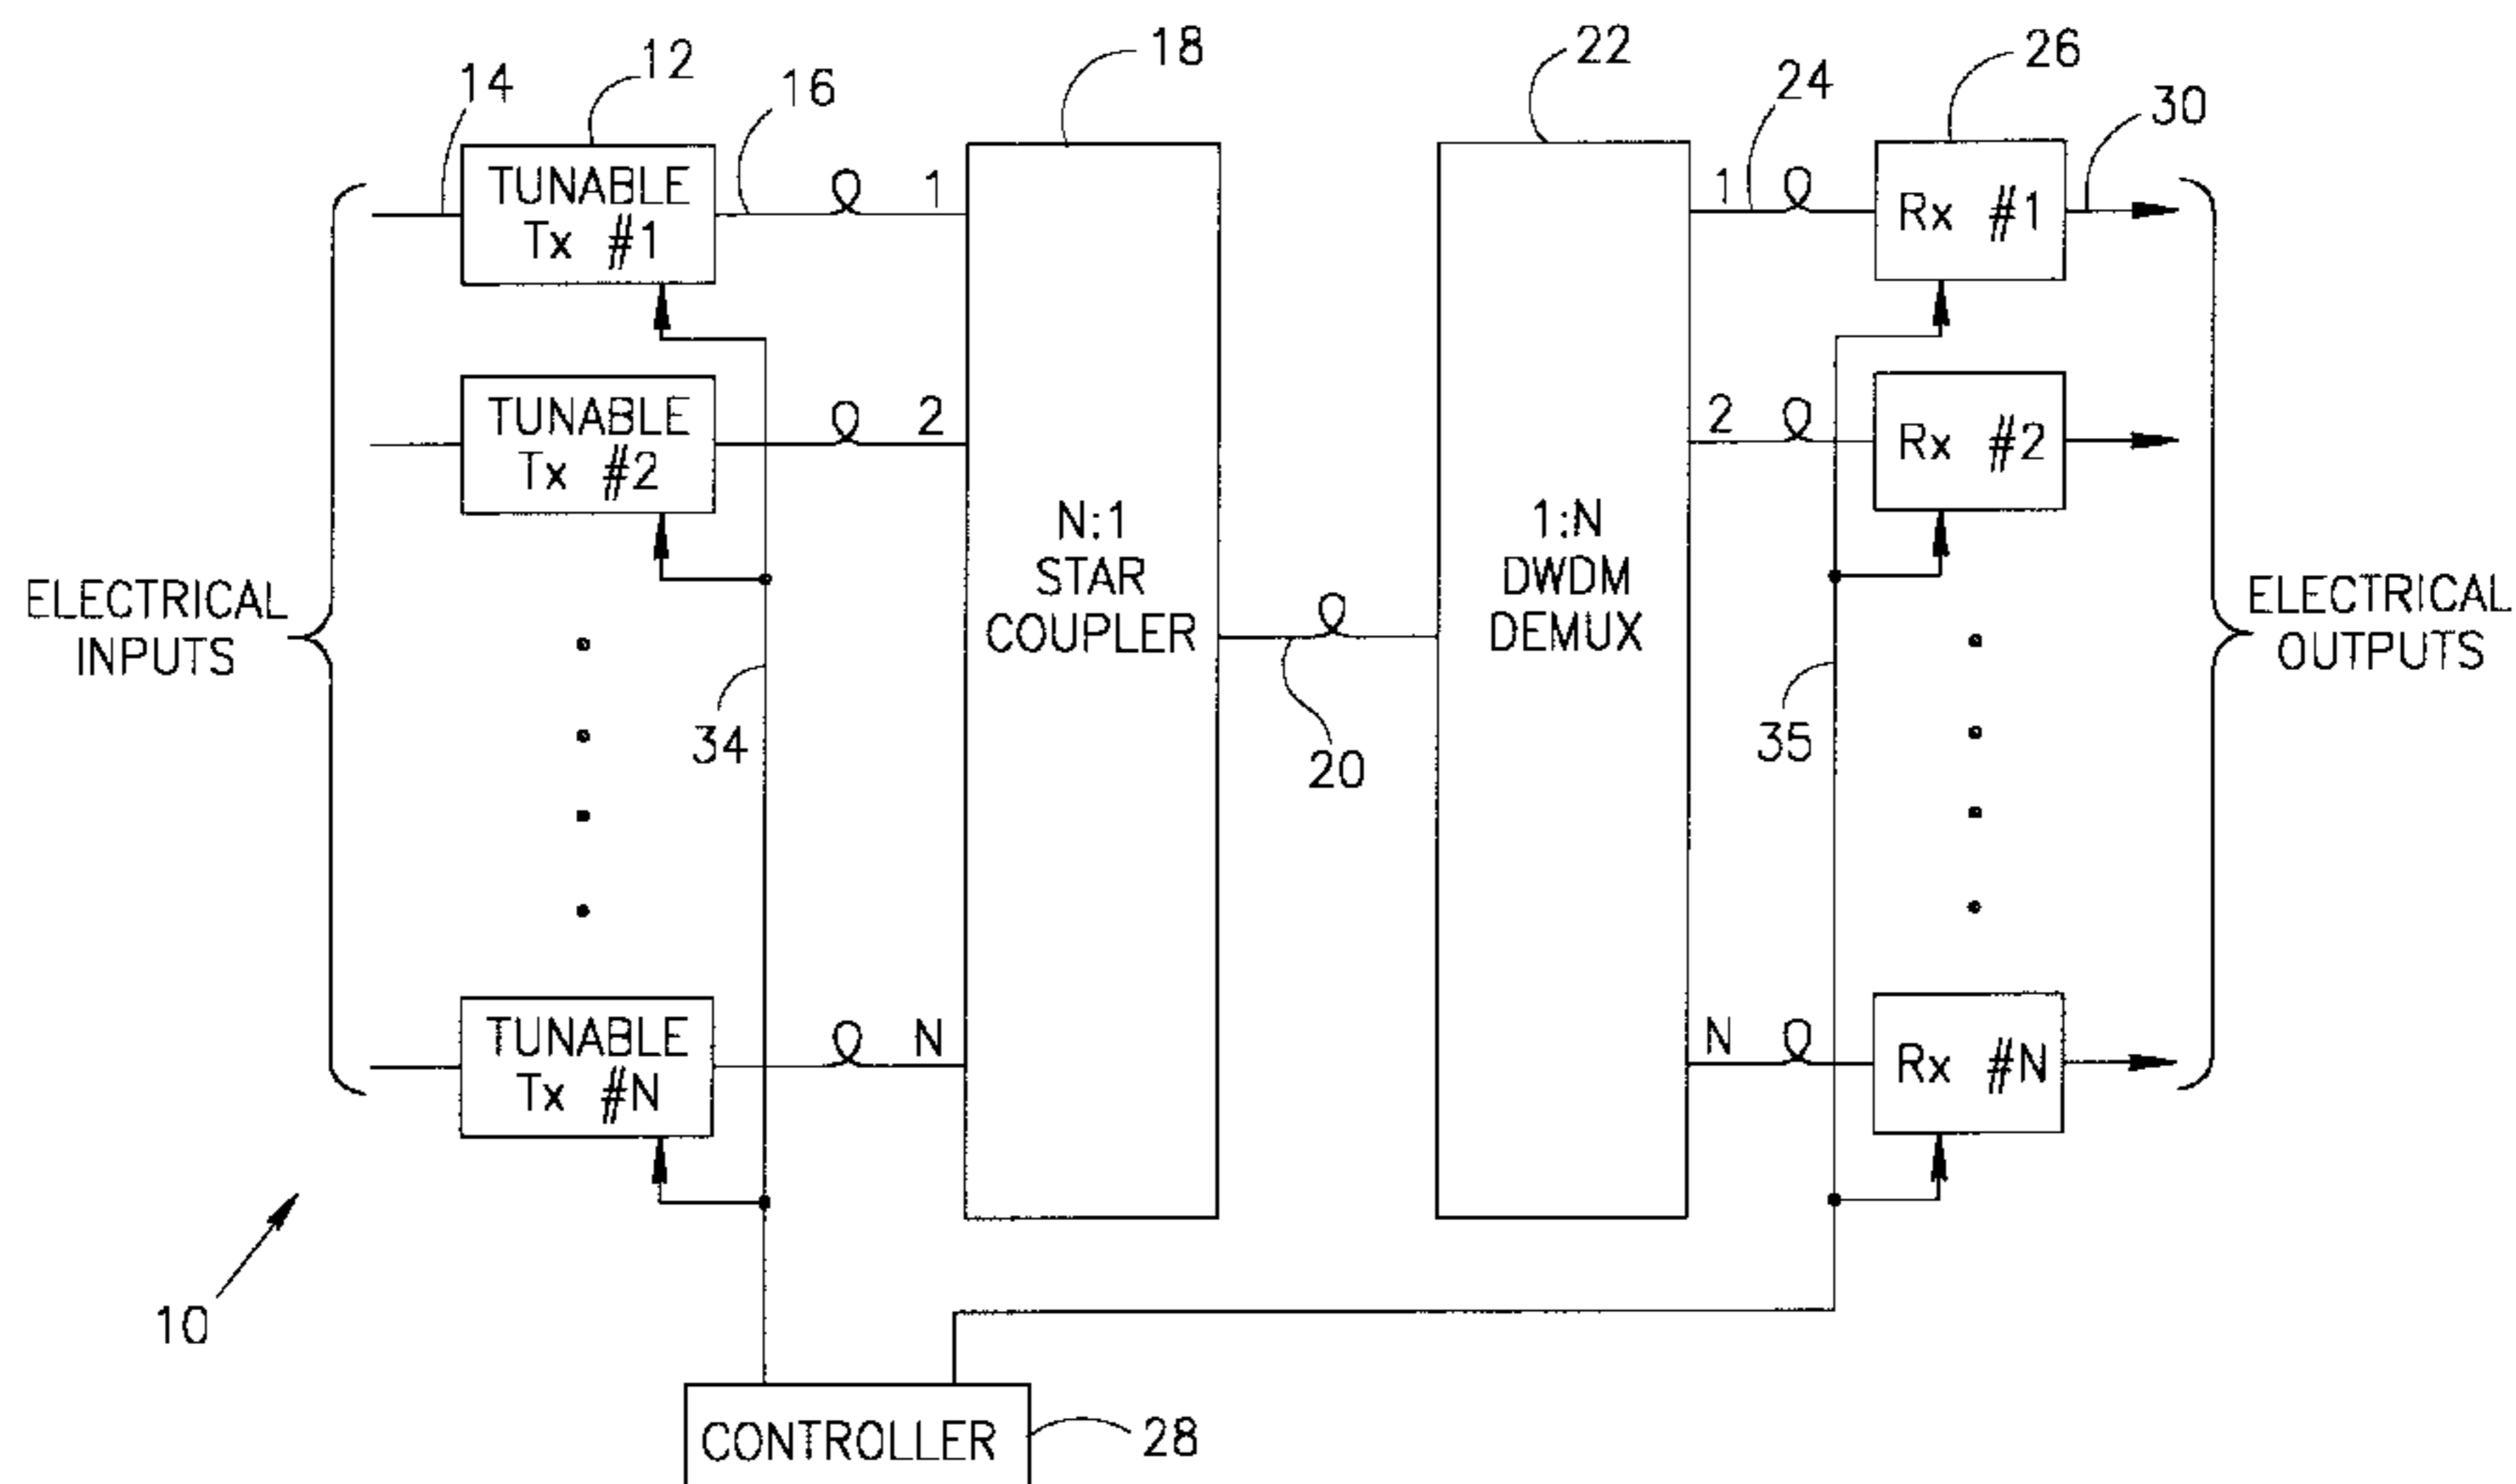 12
18
22
26
14
16
24
30
TUNABLE
Tx #1
1
1
Rx #1
TUNABLE
Tx #2
2
2
Rx #2
N:1
STAR
COUPLER
1:N
DWDM
DEMUX
ELECTRICAL
INPUTS
ELECTRICAL
OUTPUTS
34
20
35
TUNABLE
Tx #N
N
N
Rx #N
10
CONTROLLER
28